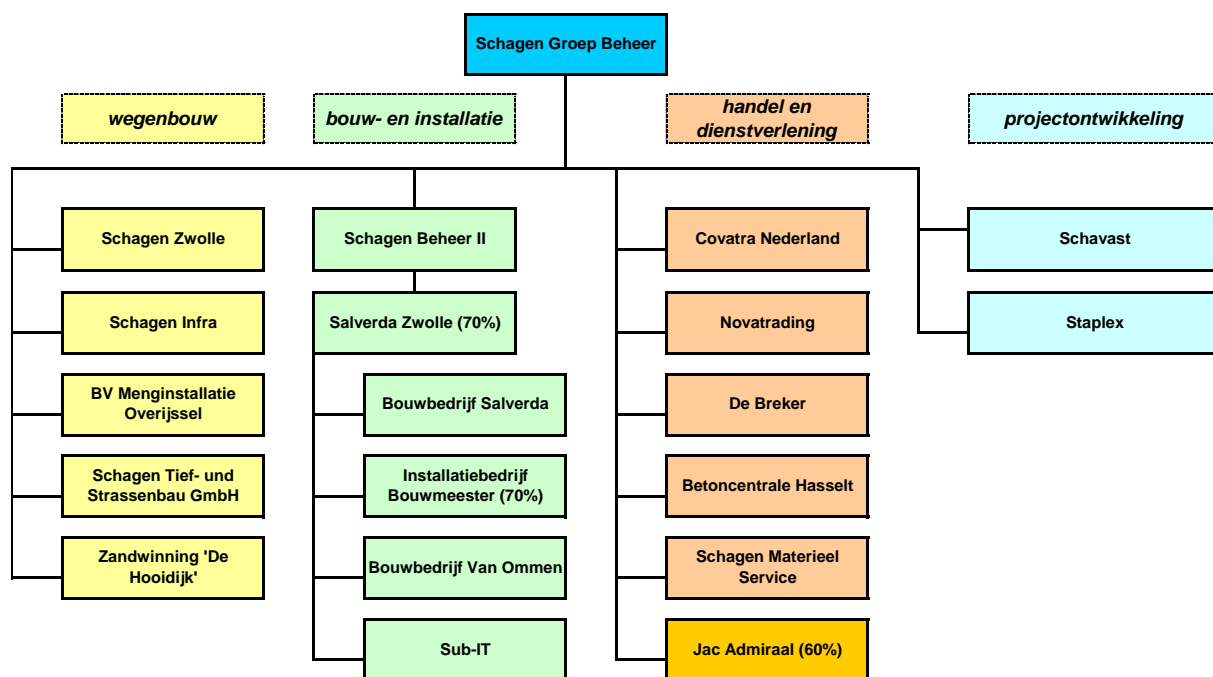 Schagen Groep Beheer
wegenbouw
bouw- en installatie
handel en
dienstverlening
projectontwikkeling
Schagen Zwolle
Schagen Beheer II
Covatra Nederland
Schavast
Schagen Infra
Salverda Zwolle (70%)
Novatrading
Staplex
BV Menginstallatie
Overijssel
Bouwbedrijf Salverda
De Breker
Schagen Tief- und
Strassenbau GmbH
Installatiebedrijf
Bouwmeester (70%)
Betoncentrale Hasselt
Zandwinning 'De
Hooidijk'
Bouwbedrijf Van Ommen
Schagen Materieel
Service
Sub-IT
Jac Admiraal (60%)